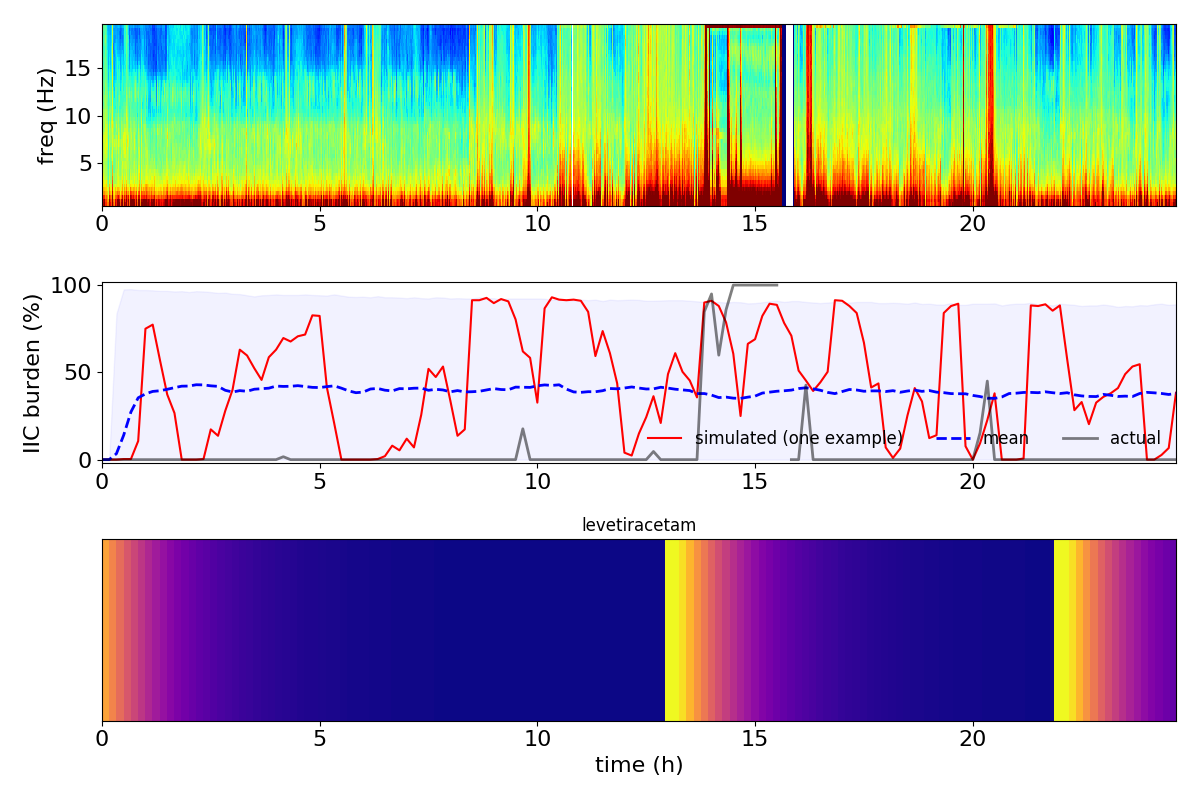 freq (Hz)
15
10
5
0 5 10 15 20
IIC burden (%)
100
50
0
simulated (one example) mean actual
0 5 10 15 20
levetiracetam
0 5 10 15 20
time (h)